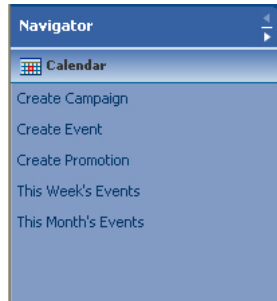 Navigator
Calendar
Create Campaign
Create Event
Create Promotion
This Week's Events
This Month's Events